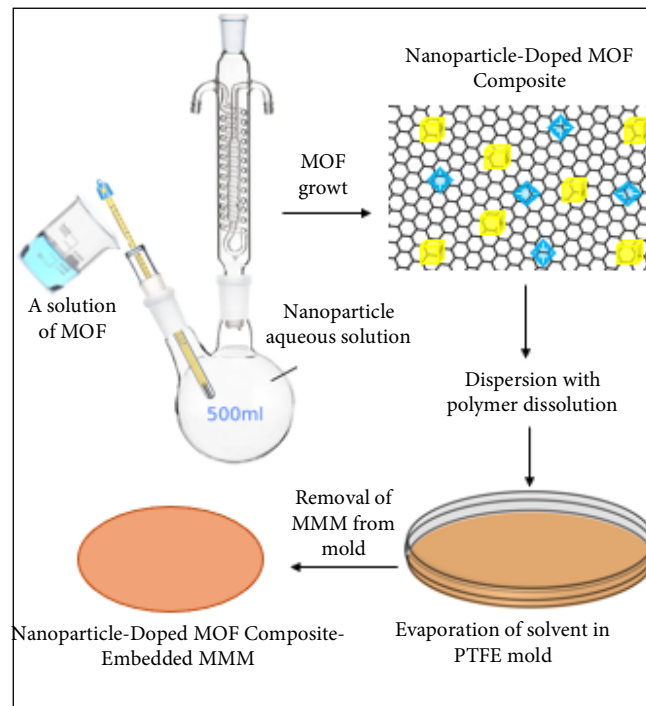 Nanoparticle-Doped MOF
Composite
MOF
growt
A solution
of MOF
Nanoparticle
aqueous solution
500ml
Dispersion with
polymer dissolution
Removal of
MMM from
mold
Nanoparticle-Doped MOF Composite-
Embedded MMM
Evaporation of solvent in
PTFE mold